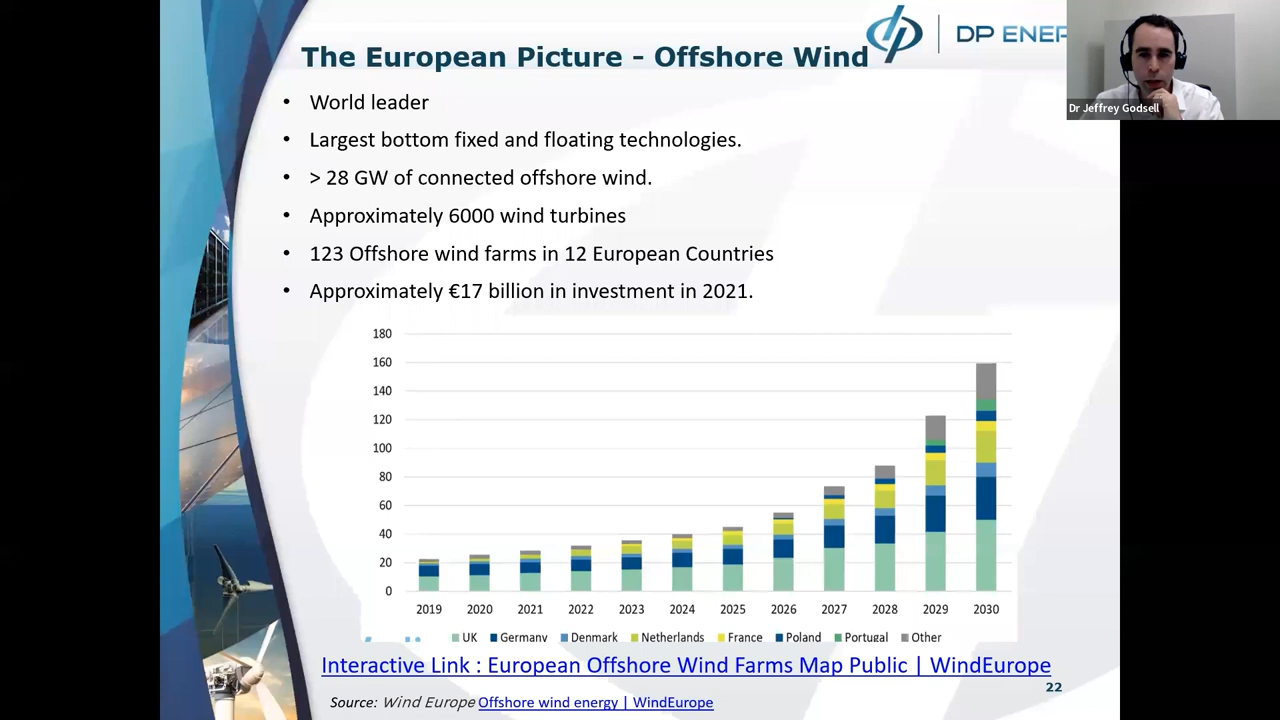 The European Picture – Offshore Wind
DP ENER
Dr Jeffrey Godsell
• World leader
• Largest bottom fixed and floating technologies.
• > 28 GW of connected offshore wind.
• Approximately 6000 wind turbines
• 123 Offshore wind farms in 12 European Countries
• Approximately €17 billion in investment in 2021.
180
160
140
120
100
80
60
40
20
0
2019 2020 2021 2022 2023 2024 2025 2026 2027 2028 2029 2030
UK Germany Denmark Netherlands France Poland Portugal Other
Interactive Link : European Offshore Wind Farms Map Public | WindEurope
22
Source: Wind Europe Offshore wind energy | WindEurope